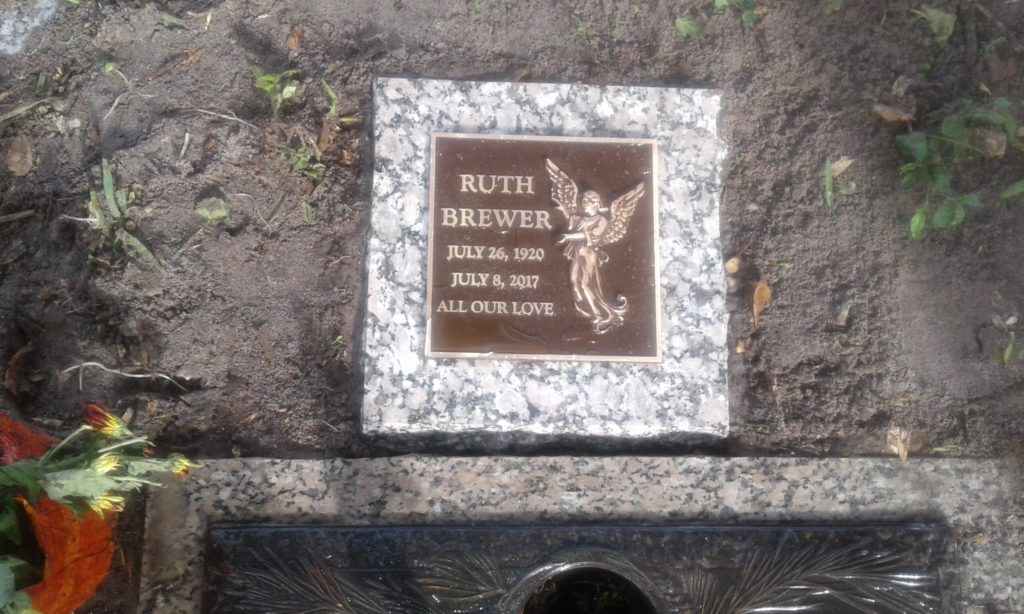 RUTH
BREWER
JULY 26, 1920
JULY 8, 2017
ALL OUR LOVE